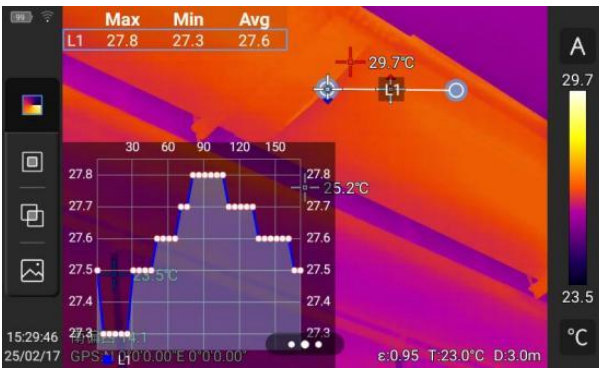 99
Max Min Avg
L1 27.8 27.3 27.6
A
29.7℃
29.7
L1
30 60 90 120 150
27.8 27.8
25.2℃
27.7 27.7
27.6 27.6
27.5 27.5
23.5℃
27.4 27.4
23.5
27.3 27.3
15:29:46
14.1
℃
25/02/17 GPS:N 0°0'0.00"E 0°0'0.00"
ε:0.95 T:23.0℃ D:3.0m
L1